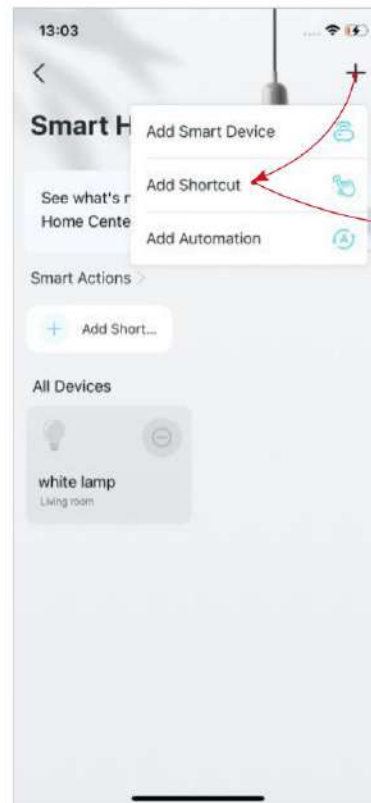 13:03
Smart H
Add Smart Device
Add Shortcut
Add Automation
See what's r
Home Cente
Smart Actions >
+ Add Short...
All Devices
white lamp
Living room